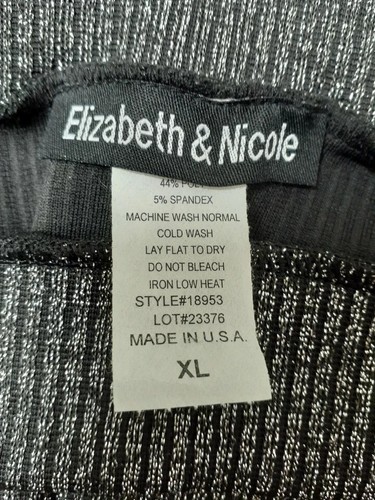 Elizabeth & Nicole
44%
5% SPANDEX
MACHINE WASH NORMAL
COLD WASH
LAY FLAT TO DRY
DO NOT BLEACH
IRON LOW HEAT
STYLE#18953
LOT#23376
MADE IN U.S.A.
XL